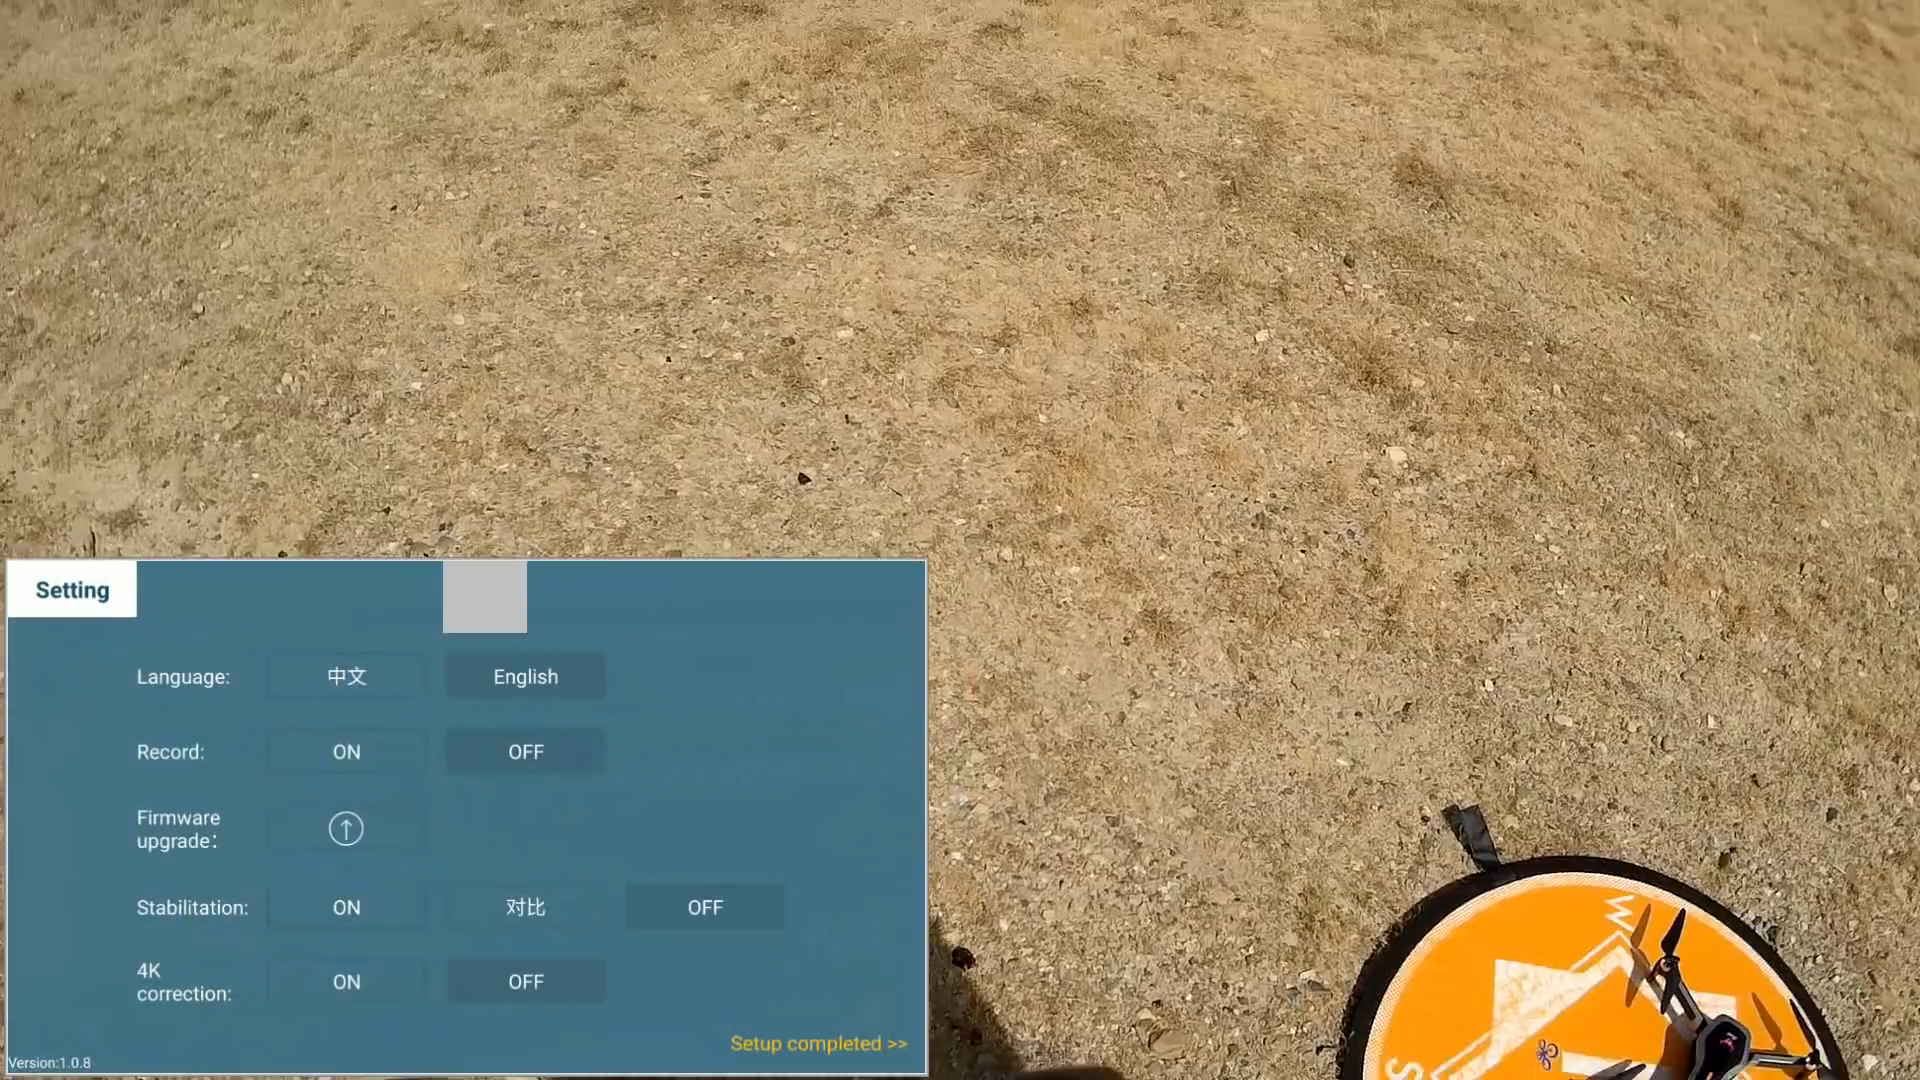 Setting
Language: 中文 English
Record: ON OFF
Firmware
upgrade：
Stabilitation: ON 对比 OFF
4K
correction: ON OFF
Setup completed >>
Version:1.0.8